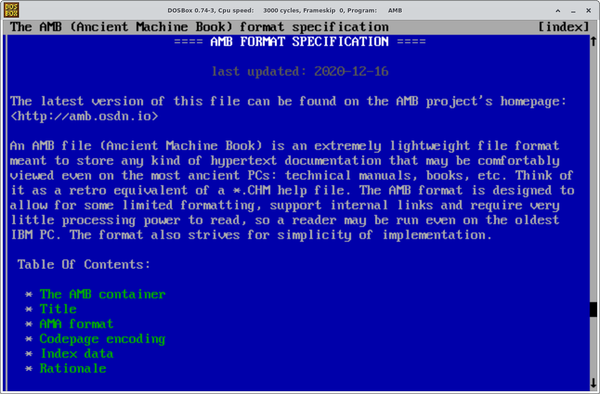 DOSBox 0.74-3, Cpu speed: 3000 cycles, Frameskip 0, Program: AMB
DOS
BOX
The AMB (Ancient Machine Book) format specification [index]
==== AMB FORMAT SPECIFICATION ====
last updated: 2020-12-16
The latest version of this file can be found on the AMB project's homepage:
<http://amb.osdn.io>
An AMB file (Ancient Machine Book) is an extremely lightweight file format
meant to store any kind of hypertext documentation that may be comfortably
viewed even on the most ancient PCs: technical manuals, books, etc. Think of
it as a retro equivalent of a *.CHM help file. The AMB format is designed to
allow for some limited formatting, support internal links and require very
little processing power to read, so a reader may be run even on the oldest
IBM PC. The format also strives for simplicity of implementation.
Table Of Contents:
* The AMB container
* Title
* AMA format
* Codepage encoding
* Index data
* Rationale